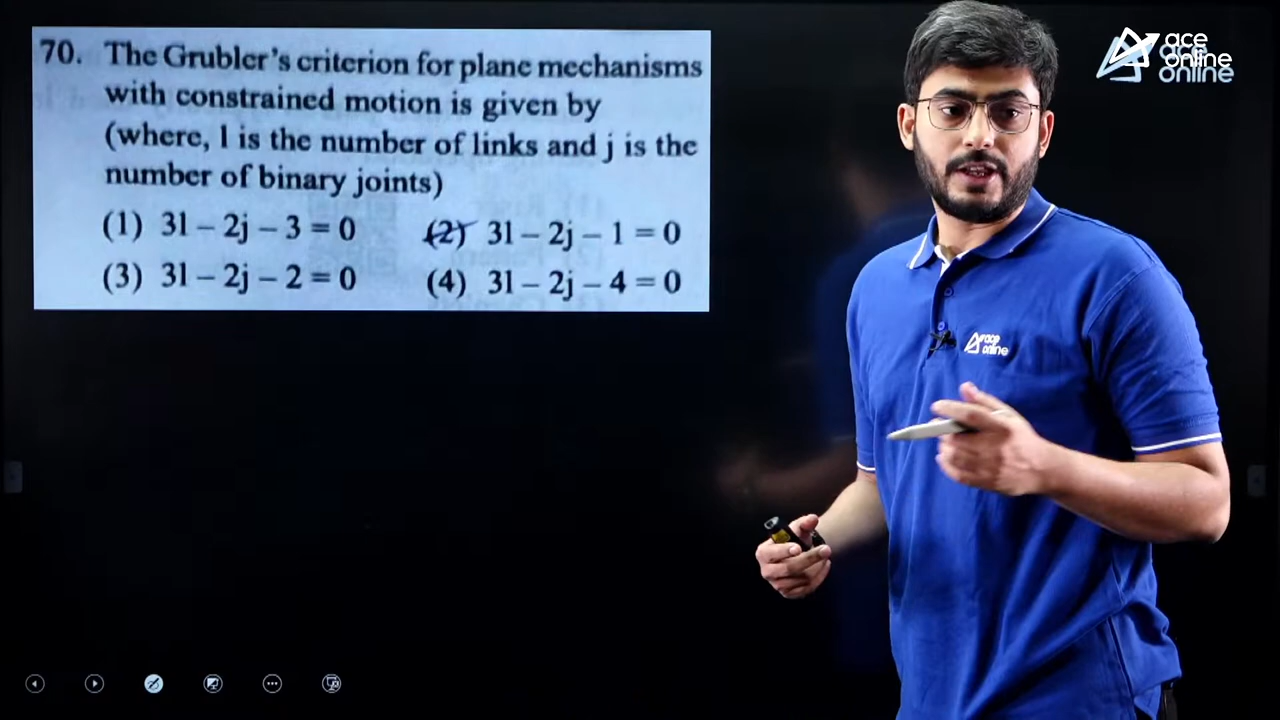 70. The Grubler's criterion for plane mechanisms
with constrained motion is given by
(where, l is the number of links and j is the
number of binary joints)
(1) 3l – 2j – 3 = 0 (2) 3l – 2j – 1 = 0
(3) 3l – 2j – 2 = 0 (4) 3l – 2j – 4 = 0
ace
online
ace
online
ace
online